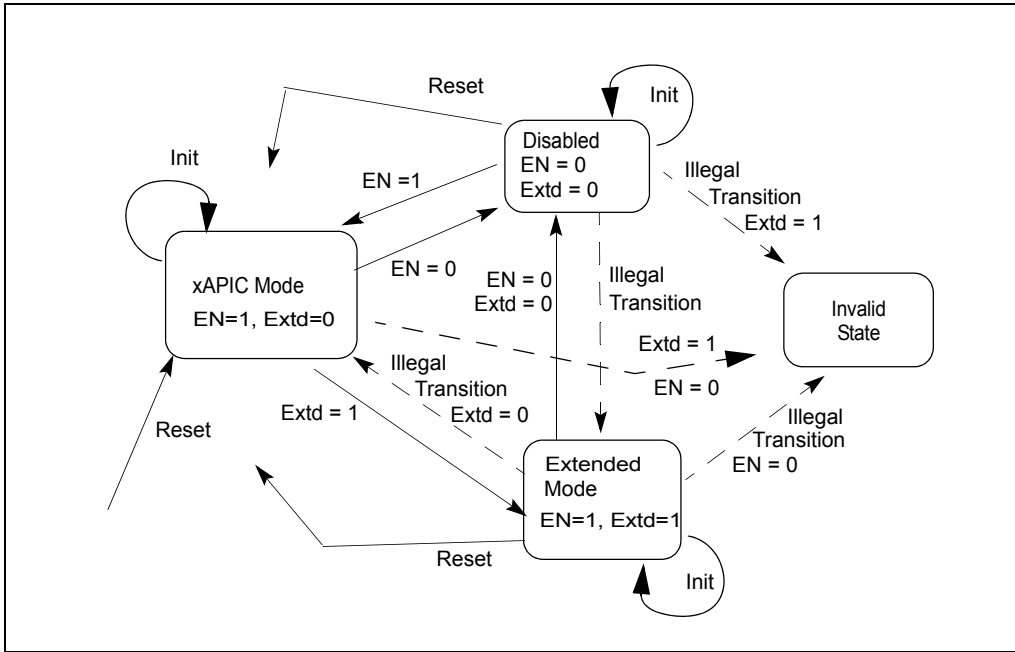 Reset
Init
Disabled
EN = 0
Extd = 0
Illegal
Transition
Extd = 1
Init
EN =1
EN = 0
xAPIC Mode
EN=1, Extd=0
EN = 0
Extd = 0
Illegal
Transition
Invalid
State
Extd = 1
EN = 0
Illegal
Transition
Extd = 0
Extd = 1
Reset
Illegal
Transition
EN = 0
Extended
Mode
EN=1, Extd=1
Reset
Init